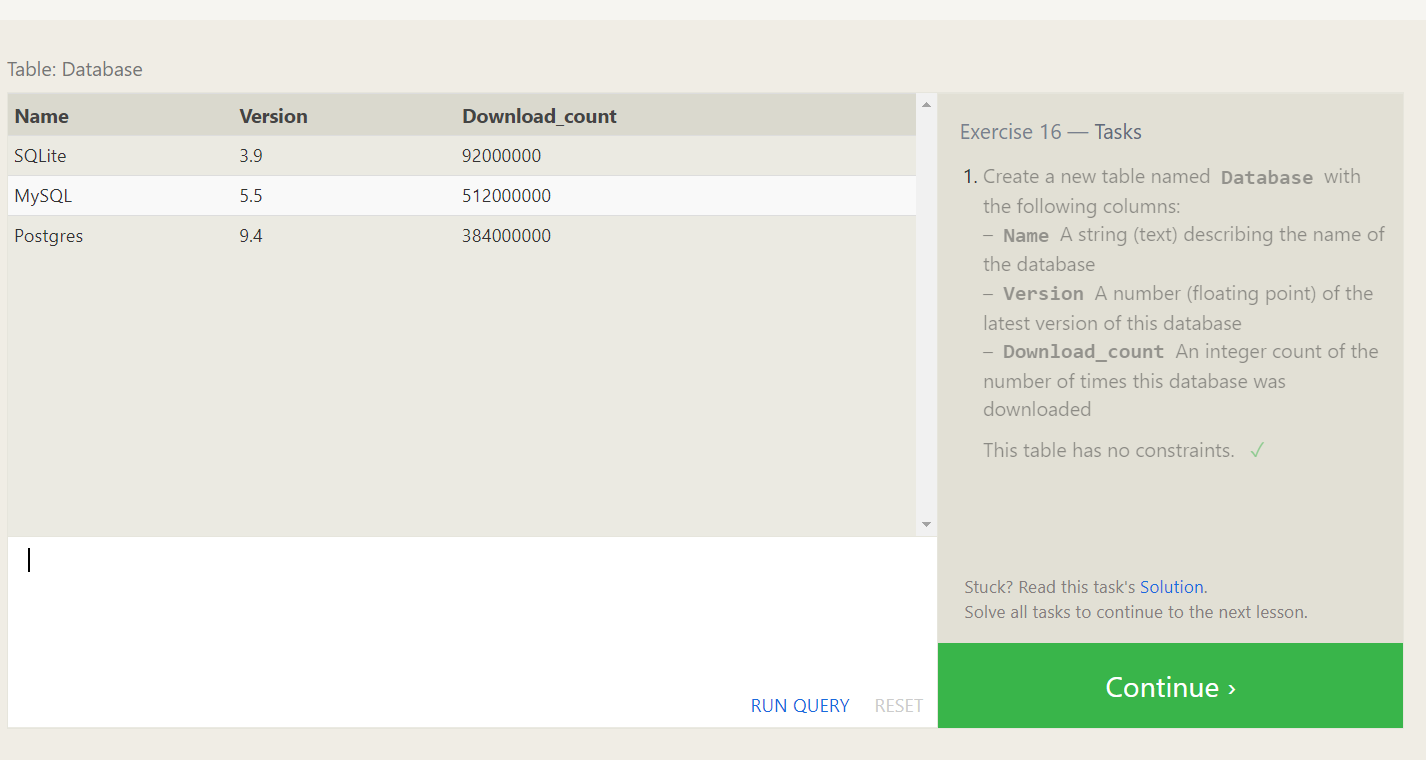 Table: Database
Name Version Download_count
SQLite 3.9 92000000
MySQL 5.5 512000000
Postgres 9.4 384000000
RUN QUERY RESET
Exercise 16 — Tasks
1. Create a new table named Database with
the following columns:
– Name A string (text) describing the name of
the database
– Version A number (floating point) of the
latest version of this database
– Download_count An integer count of the
number of times this database was
downloaded
This table has no constraints. ✓
Stuck? Read this task's Solution.
Solve all tasks to continue to the next lesson.
Continue ›